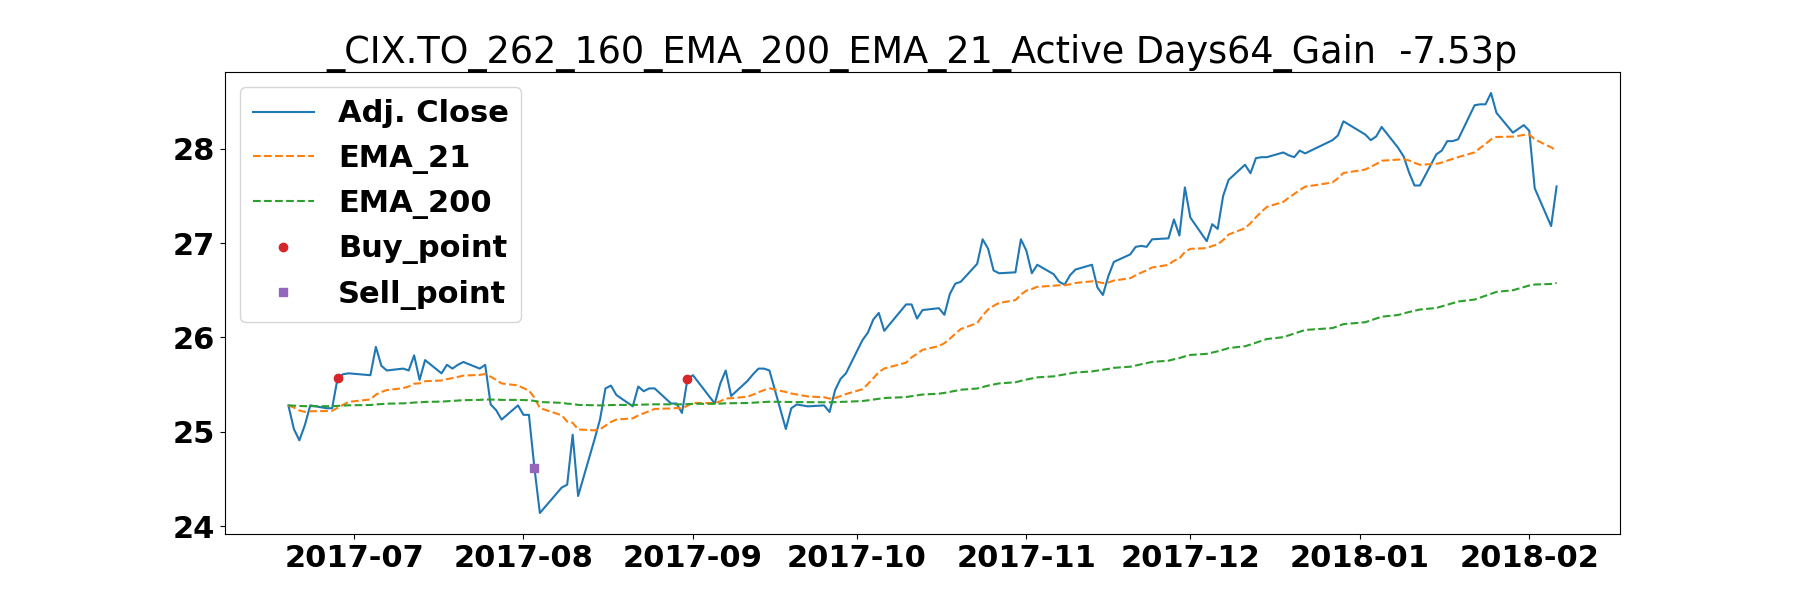 _CIX.TO_262_160_EMA_200_EMA_21_Active Days64_Gain  -7.53p
Adj. Close
EMA_21
EMA_200
Buy_point
Sell_point
28
27
26
25
24
2017-07 2017-08 2017-09 2017-10 2017-11 2017-12 2018-01 2018-02